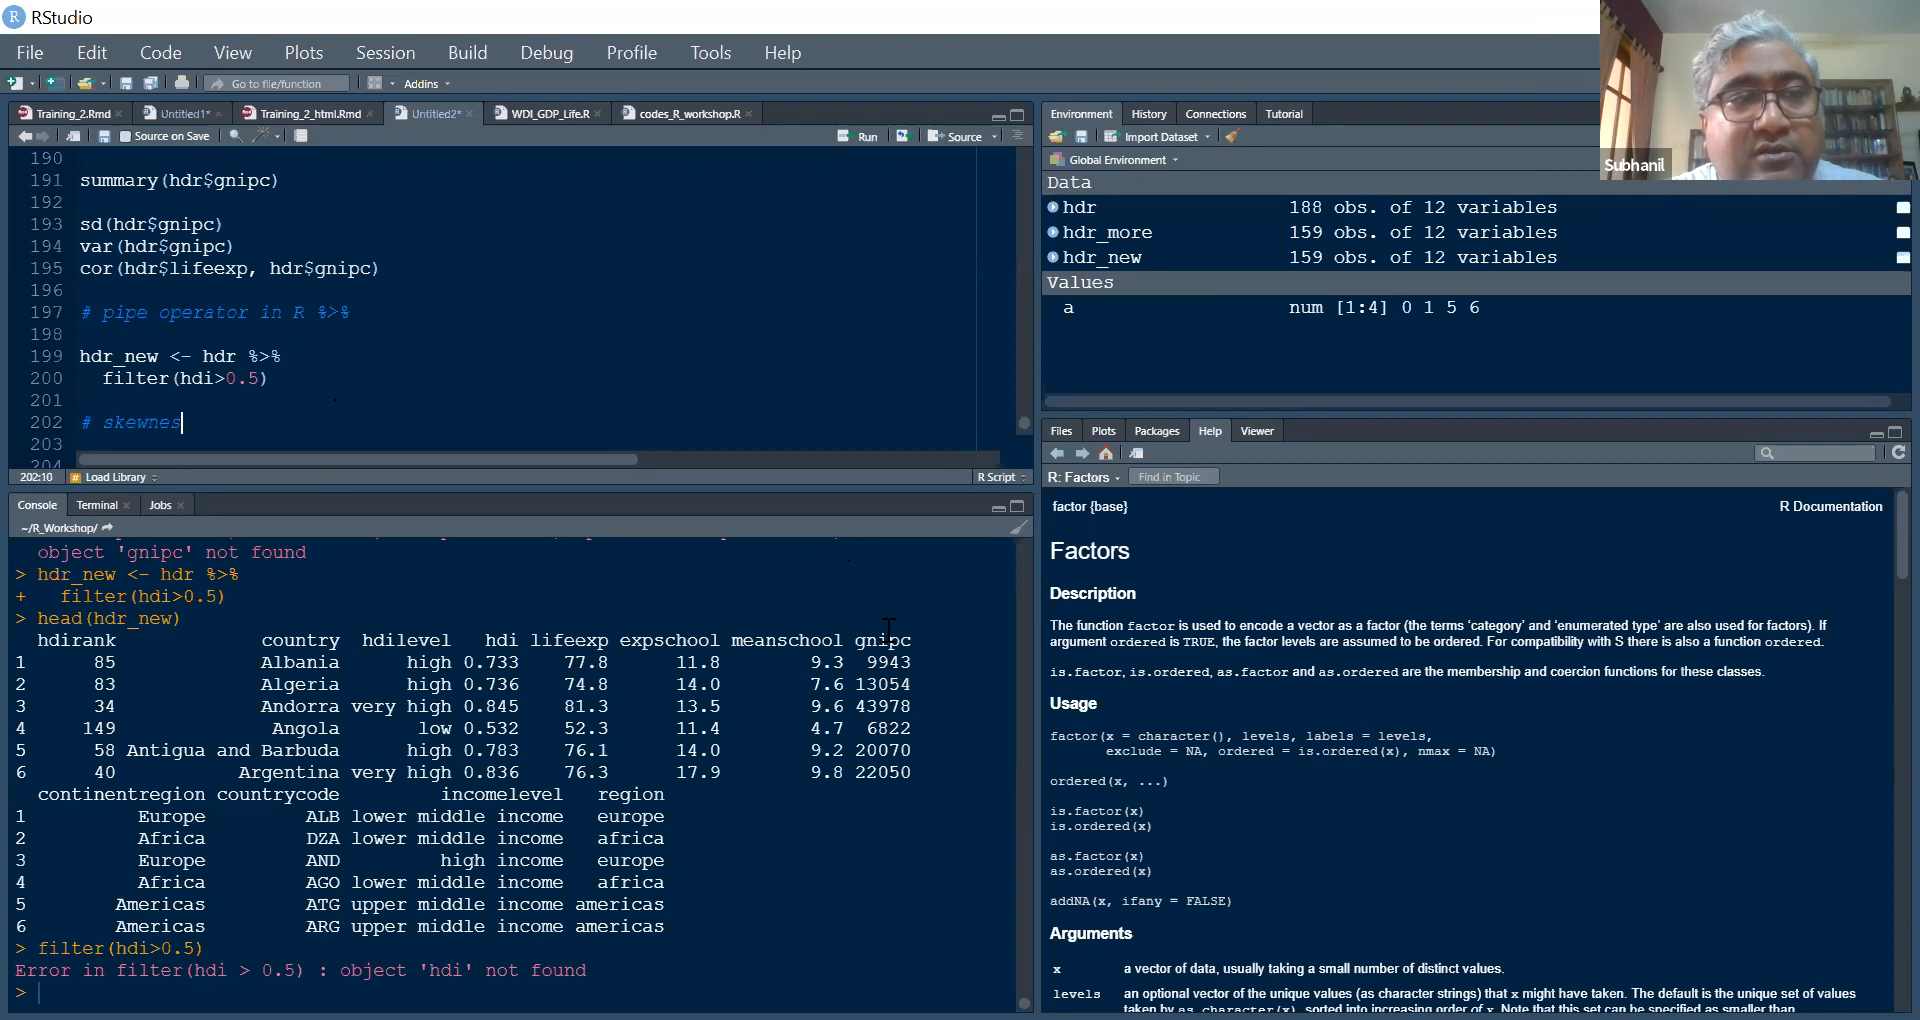 RStudio
File Edit Code View Plots Session Build Debug Profile Tools Help
Go to file/function Addins
Training_2.Rmd Untitled1* Training_2_html.Rmd Untitled2* WDI_GDP_Life.R codes_R_workshop.R
Source on Save Run Source
190
191 summary(hdr$gnipc)
192
193 sd(hdr$gnipc)
194 var(hdr$gnipc)
195 cor(hdr$lifeexp, hdr$gnipc)
196
197 # pipe operator in R %>%
198
199 hdr_new <- hdr %>%
200 filter(hdi>0.5)
201
202 # skewnes
203
204
202:10 # Load Library R Script
Console Terminal Jobs
~/R_Workshop/
object 'gnipc' not found
> hdr_new <- hdr %>%
+ filter(hdi>0.5)
> head(hdr_new)
hdirank country hdilevel hdi lifeexp expschool meanschool gnipc
1 85 Albania high 0.733 77.8 11.8 9.3 9943
2 83 Algeria high 0.736 74.8 14.0 7.6 13054
3 34 Andorra very high 0.845 81.3 13.5 9.6 43978
4 149 Angola low 0.532 52.3 11.4 4.7 6822
5 58 Antigua and Barbuda high 0.783 76.1 14.0 9.2 20070
6 40 Argentina very high 0.836 76.3 17.9 9.8 22050
continentregion countrycode incomelevel region
1 Europe ALB lower middle income europe
2 Africa DZA lower middle income africa
3 Europe AND high income europe
4 Africa AGO lower middle income africa
5 Americas ATG upper middle income americas
6 Americas ARG upper middle income americas
> filter(hdi>0.5)
Error in filter(hdi > 0.5) : object 'hdi' not found
>
Environment History Connections Tutorial
Import Dataset
Global Environment
Data
hdr 188 obs. of 12 variables
hdr_more 159 obs. of 12 variables
hdr_new 159 obs. of 12 variables
Values
a num [1:4] 0 1 5 6
Subhanil
Files Plots Packages Help Viewer
R: Factors Find in Topic
factor {base} R Documentation
Factors
Description
The function factor is used to encode a vector as a factor (the terms 'category' and 'enumerated type' are also used for factors). If
argument ordered is TRUE, the factor levels are assumed to be ordered. For compatibility with S there is also a function ordered.
is.factor, is.ordered, as.factor and as.ordered are the membership and coercion functions for these classes.
Usage
factor(x = character(), levels, labels = levels,
exclude = NA, ordered = is.ordered(x), nmax = NA)
ordered(x, ...)
is.factor(x)
is.ordered(x)
as.factor(x)
as.ordered(x)
addNA(x, ifany = FALSE)
Arguments
x a vector of data, usually taking a small number of distinct values.
levels an optional vector of the unique values (as character strings) that x might have taken. The default is the unique set of values
taken by as.character(x), sorted into increasing order of x. Note that this set can be specified as smaller than